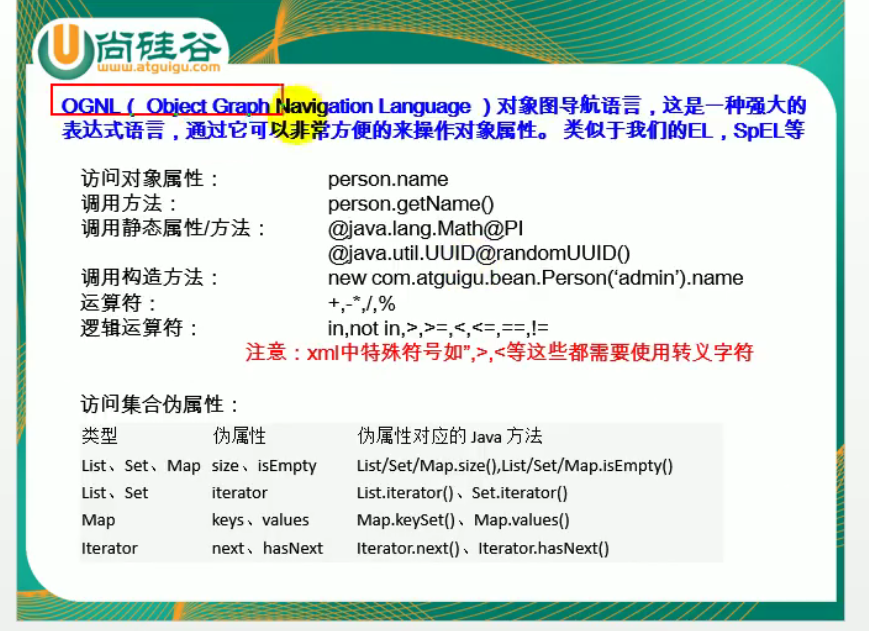 尚硅谷
www.atguigu.com
OGNL ( Object Graph Navigation Language ) 对象图导航语言，这是一种强大的
表达式语言，通过它可以非常方便的来操作对象属性。 类似于我们的EL，SpEL等
访问对象属性： person.name
调用方法： person.getName()
调用静态属性/方法： @java.lang.Math@PI
@java.util.UUID@randomUUID()
调用构造方法： new com.atguigu.bean.Person(‘admin’).name
运算符： +,-*,/,%
逻辑运算符： in,not in,>,>=,<,<=,==,!=
注意：xml中特殊符号如”,>,<等这些都需要使用转义字符
访问集合伪属性：
类型 伪属性 伪属性对应的 Java 方法
List、Set、Map size、isEmpty List/Set/Map.size(),List/Set/Map.isEmpty()
List、Set iterator List.iterator()、Set.iterator()
Map keys、values Map.keySet()、Map.values()
Iterator next、hasNext Iterator.next()、Iterator.hasNext()